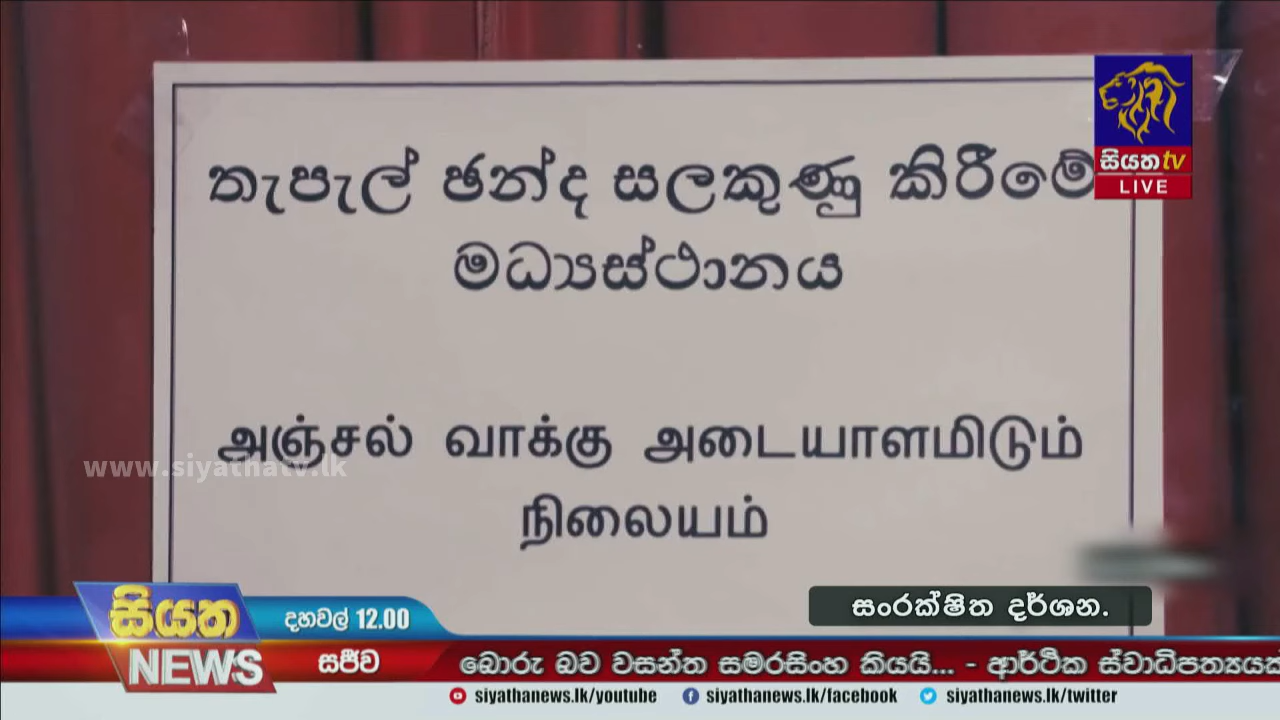 තැපැල් ඡන්ද සලකුණු කිරීමේ
මධ්‍යස්ථානය
அஞ்சல் வாக்கு அடையாளமிடும்
நிலையம்
www.siyathatv.lk
සියත tv
LIVE
සංරක්ෂිත දර්ශන.
සියත
NEWS
දහවල් 12.00
සජීව
බොරු බව වසන්ත සමරසිංහ කියයි... - ආර්ථික ස්වාධිපත්‍යයක්
siyathanews.lk/youtube
siyathanews.lk/facebook
siyathanews.lk/twitter